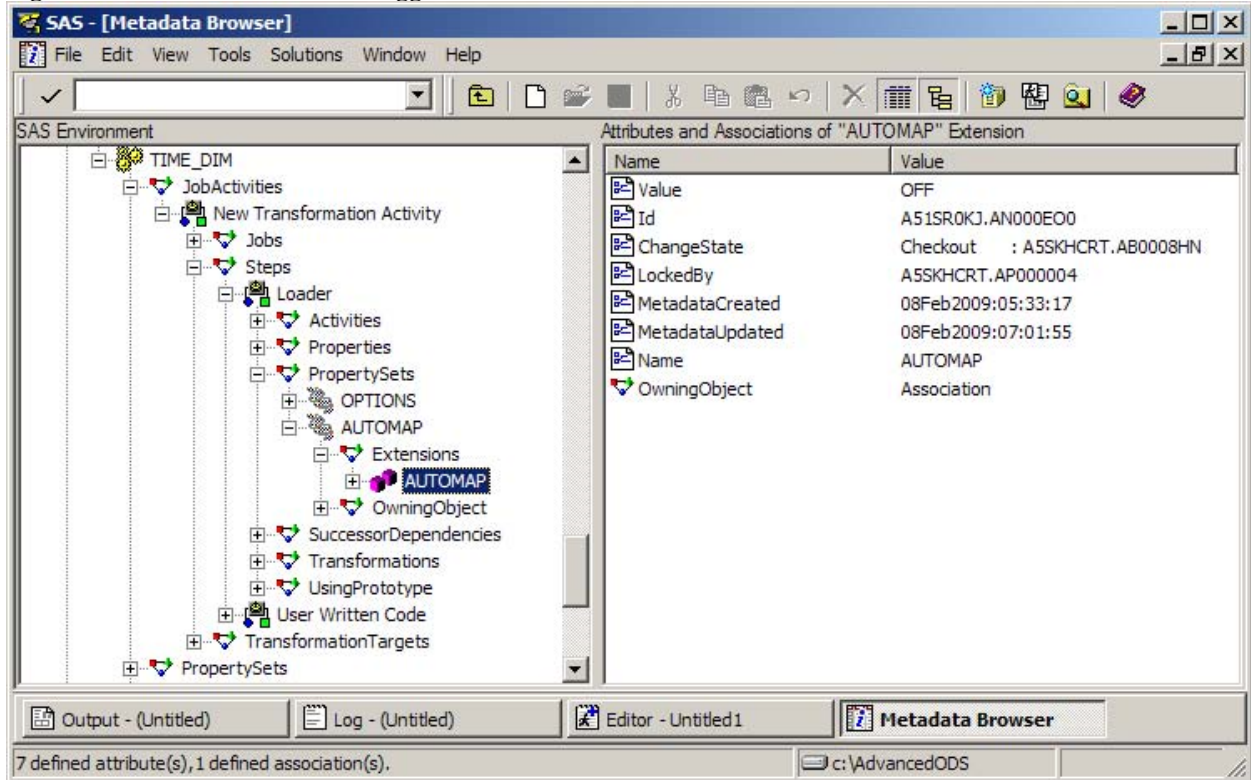 SAS - [Metadata Browser]
File Edit View Tools Solutions Window Help
SAS Environment
Attributes and Associations of "AUTOMAP" Extension
TIME_DIM
JobActivities
New Transformation Activity
Jobs
Steps
Loader
Activities
Properties
PropertySets
OPTIONS
AUTOMAP
Extensions
AUTOMAP
OwningObject
SuccessorDependencies
Transformations
UsingPrototype
User Written Code
TransformationTargets
PropertySets
Name Value
Value OFF
Id A51SR0KJ.AN000EO0
ChangeState Checkout : A5SKHCRT.AB0008HN
LockedBy A5SKHCRT.AP000004
MetadataCreated 08Feb2009:05:33:17
MetadataUpdated 08Feb2009:07:01:55
Name AUTOMAP
OwningObject Association
Output - (Untitled) Log - (Untitled) Editor - Untitled1 Metadata Browser
7 defined attribute(s),1 defined association(s). c:\AdvancedODS